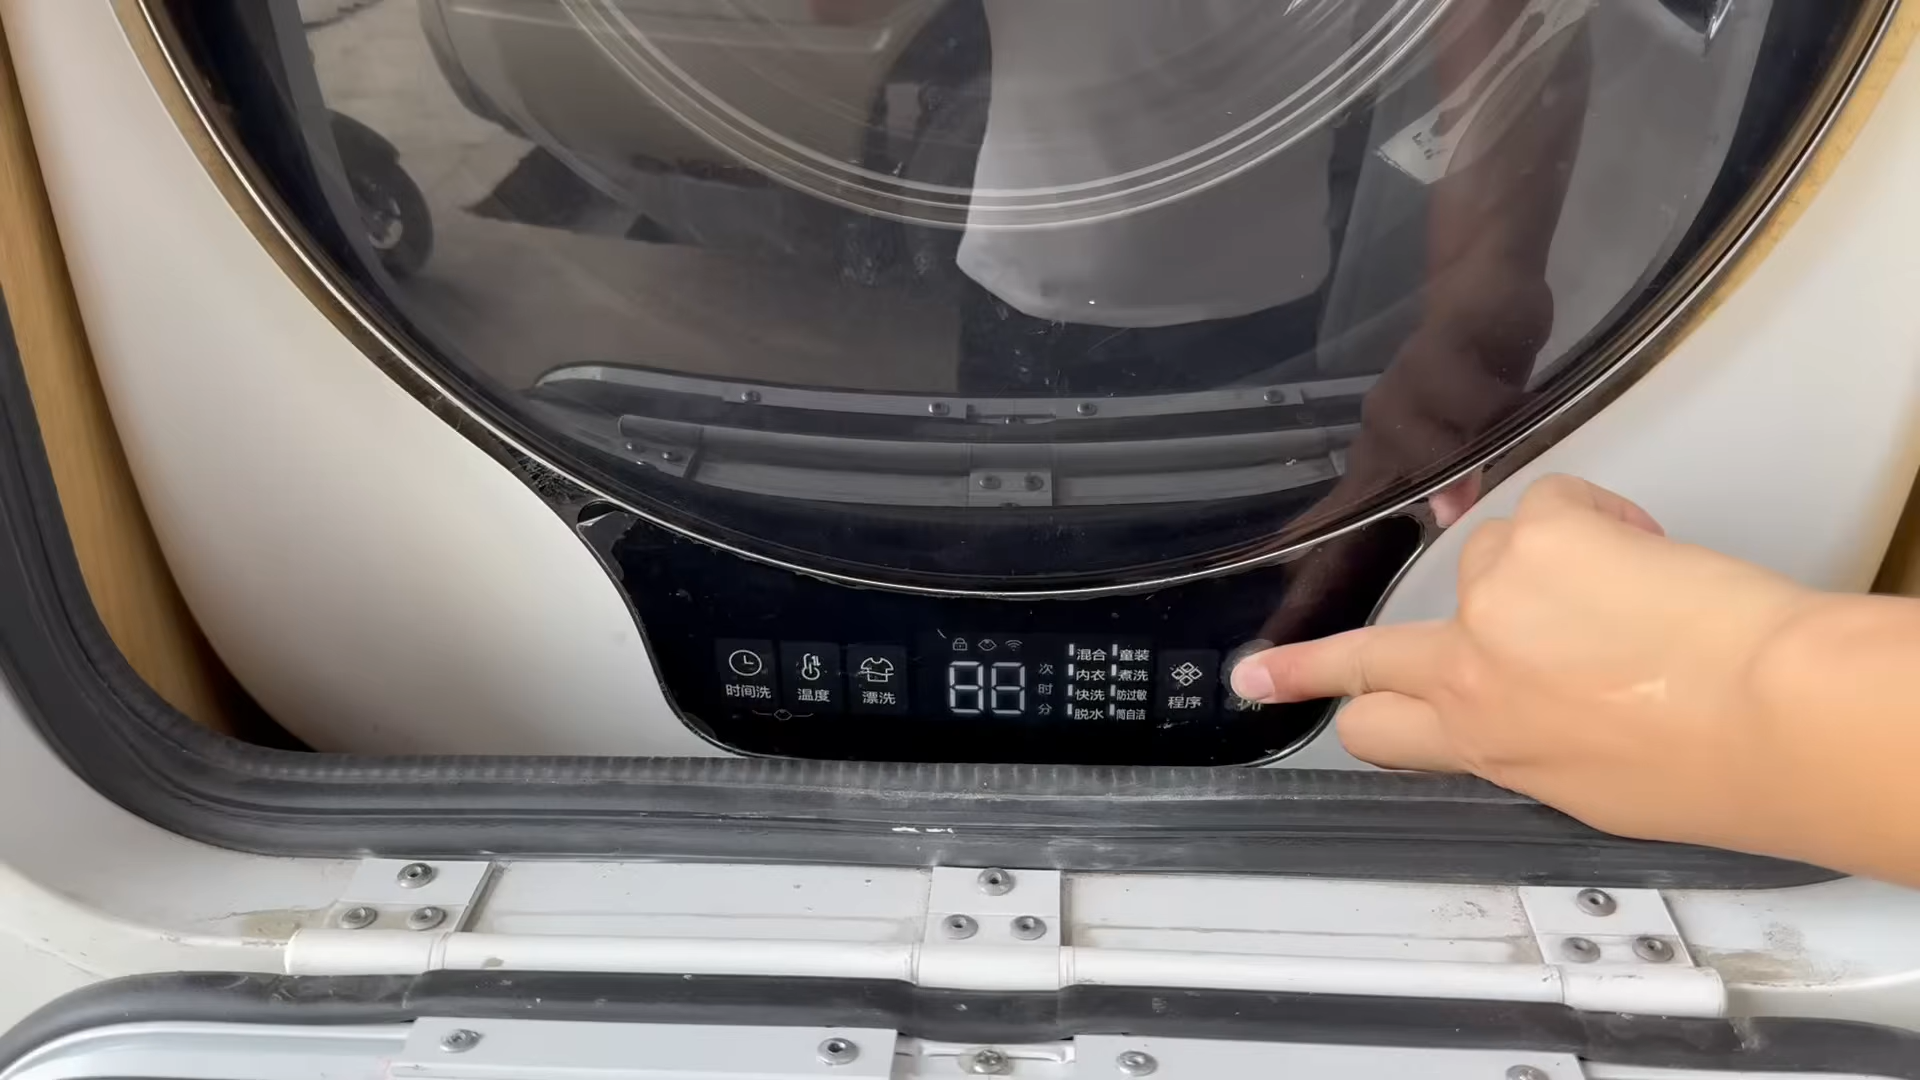 时间洗
温度
漂洗
88
次
时
分
混合 童装
内衣 煮洗
快洗 防过敏
脱水 筒自洁
程序